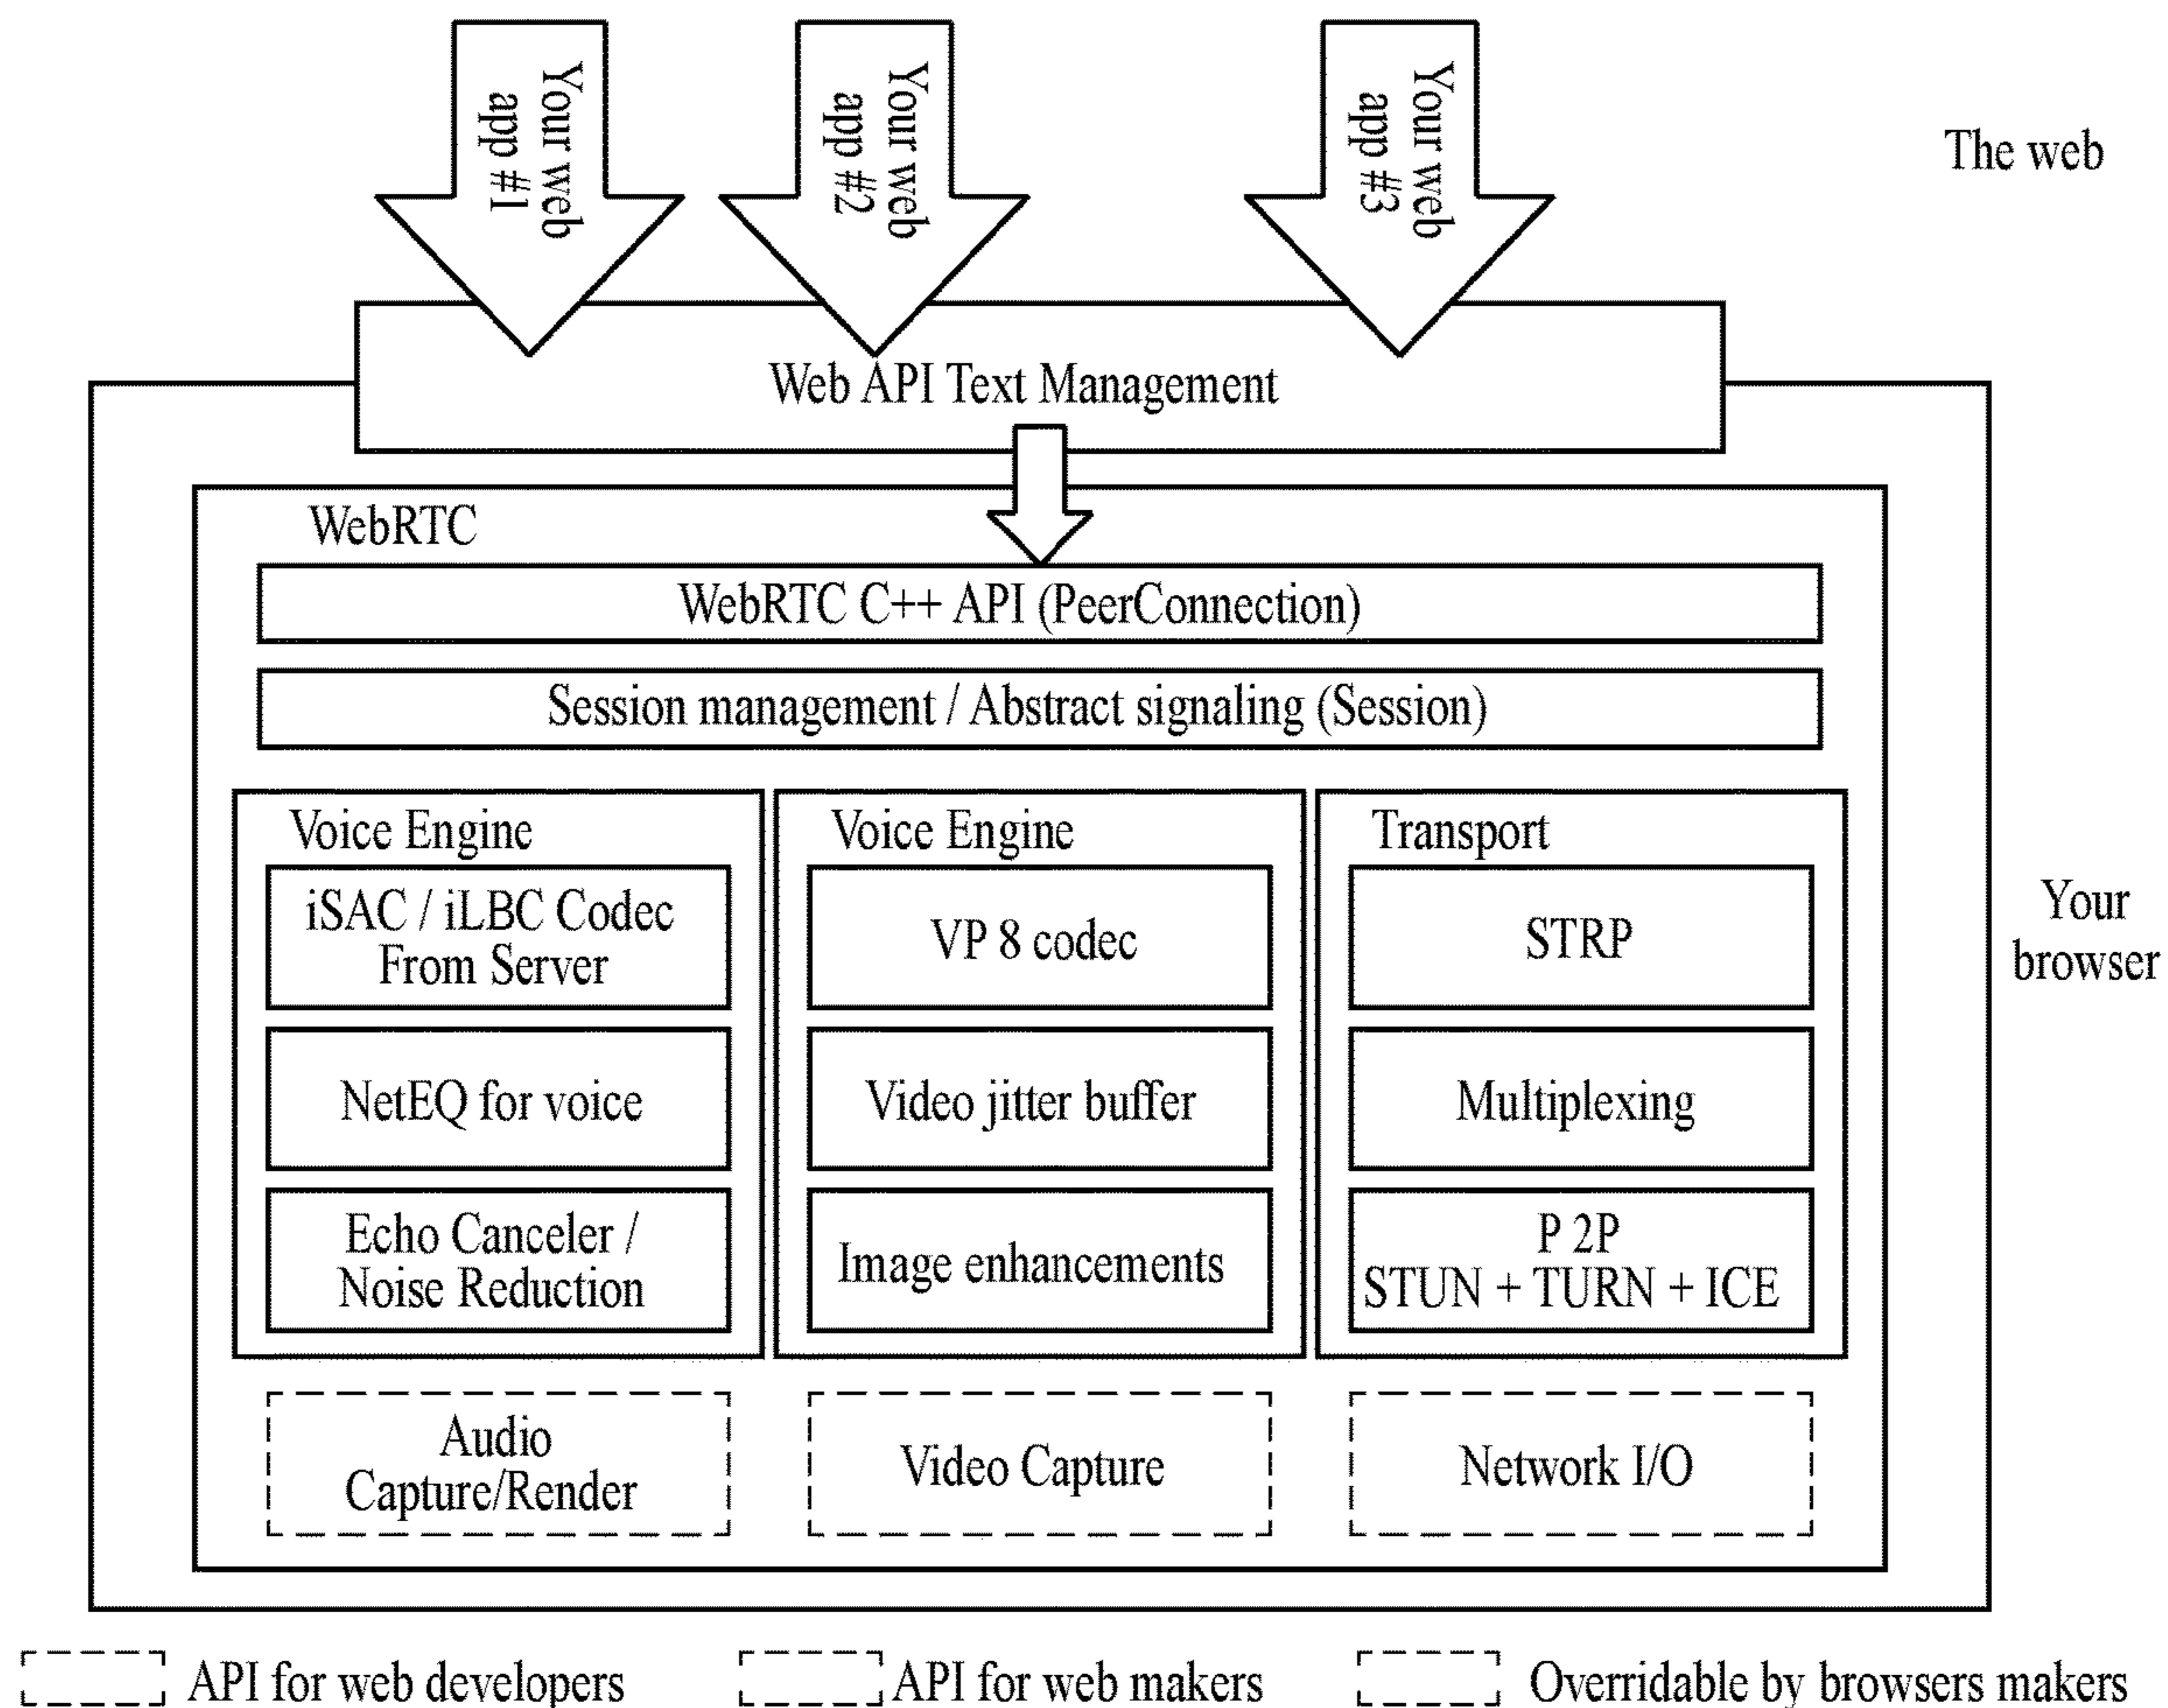 Your web
app #1
Your web
app #2
Your web
app #3
The web
Web API Text Management
WebRTC
WebRTC C++ API (PeerConnection)
Session management / Abstract signaling (Session)
Voice Engine
iSAC / iLBC Codec
From Server
NetEQ for voice
Echo Canceler /
Noise Reduction
Voice Engine
VP 8 codec
Video jitter buffer
Image enhancements
Transport
STRP
Multiplexing
P 2P
STUN + TURN + ICE
Your
browser
Audio
Capture/Render
Video Capture
Network I/O
API for web developers
API for web makers
Overridable by browsers makers